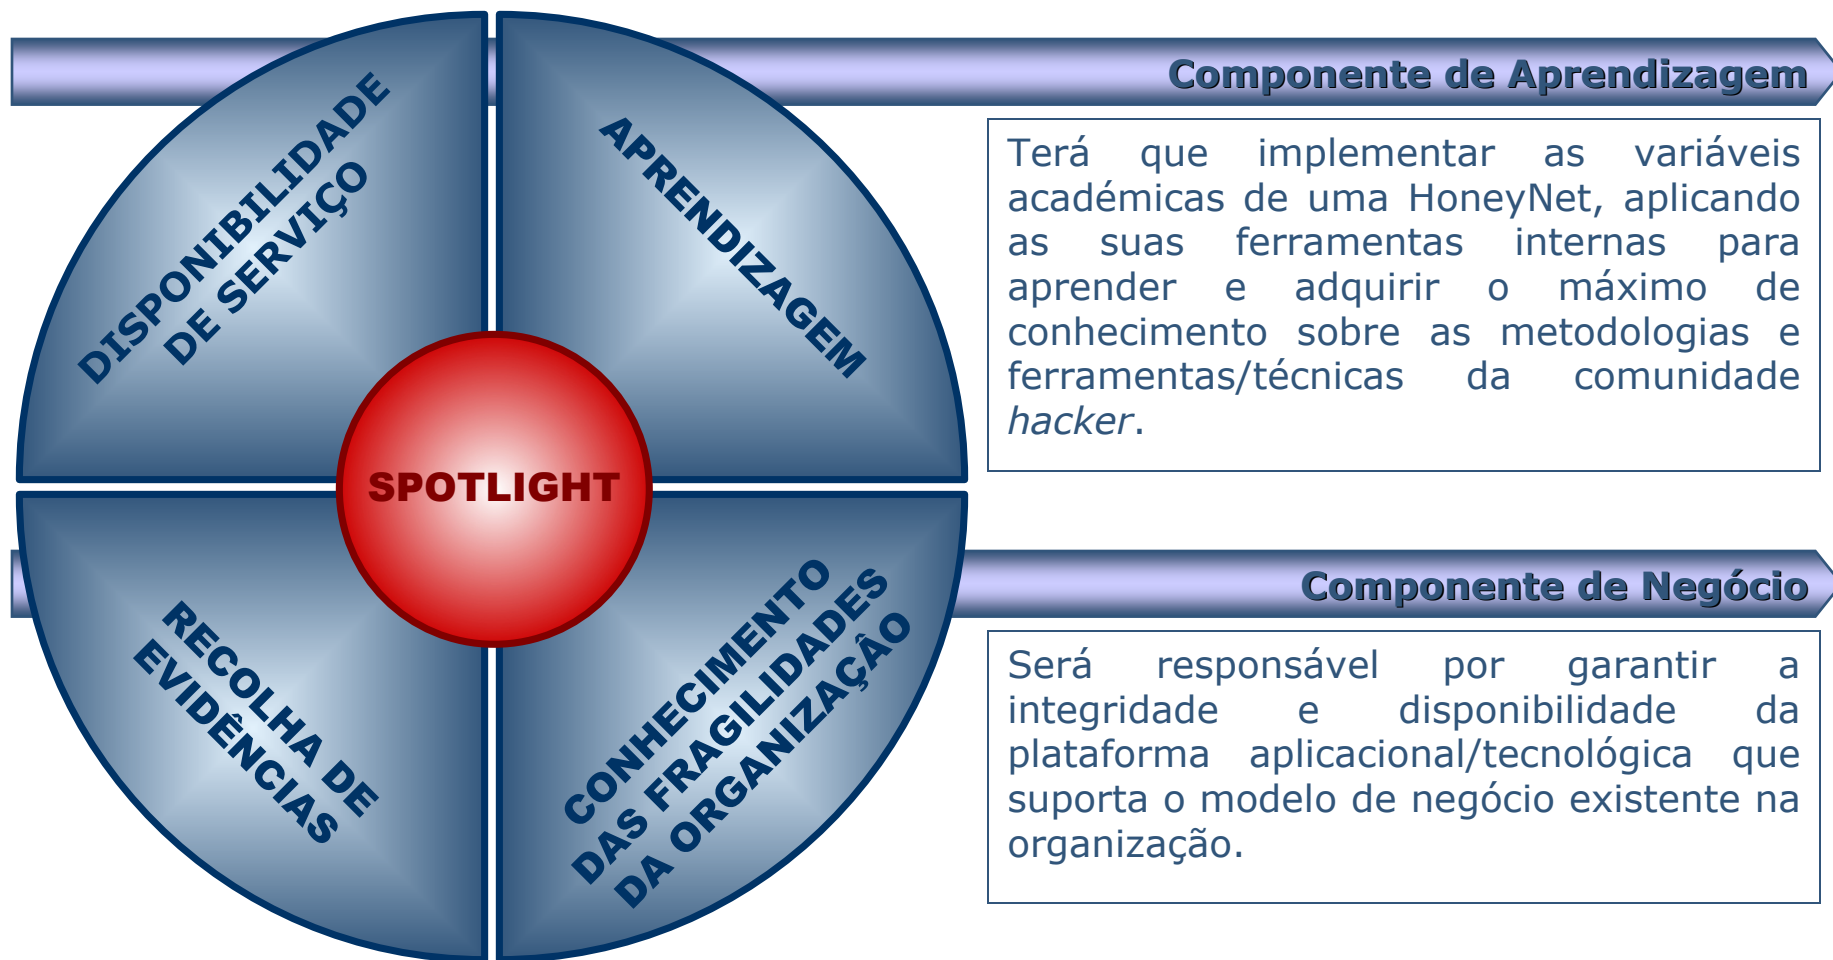 Componente de Aprendizagem
DISPONIBILIDADE
DE SERVIÇO
APRENDIZAGEM
Terá que implementar as variáveis
académicas de uma HoneyNet, aplicando
as suas ferramentas internas para
aprender e adquirir o máximo de
conhecimento sobre as metodologias e
ferramentas/técnicas da comunidade
hacker.
SPOTLIGHT
Componente de Negócio
RECOLHA DE
EVIDÊNCIAS
CONHECIMENTO
DAS FRAGILIDADES
DA ORGANIZAÇÃO
Será responsável por garantir a
integridade e disponibilidade da
plataforma aplicacional/tecnológica que
suporta o modelo de negócio existente na
organização.